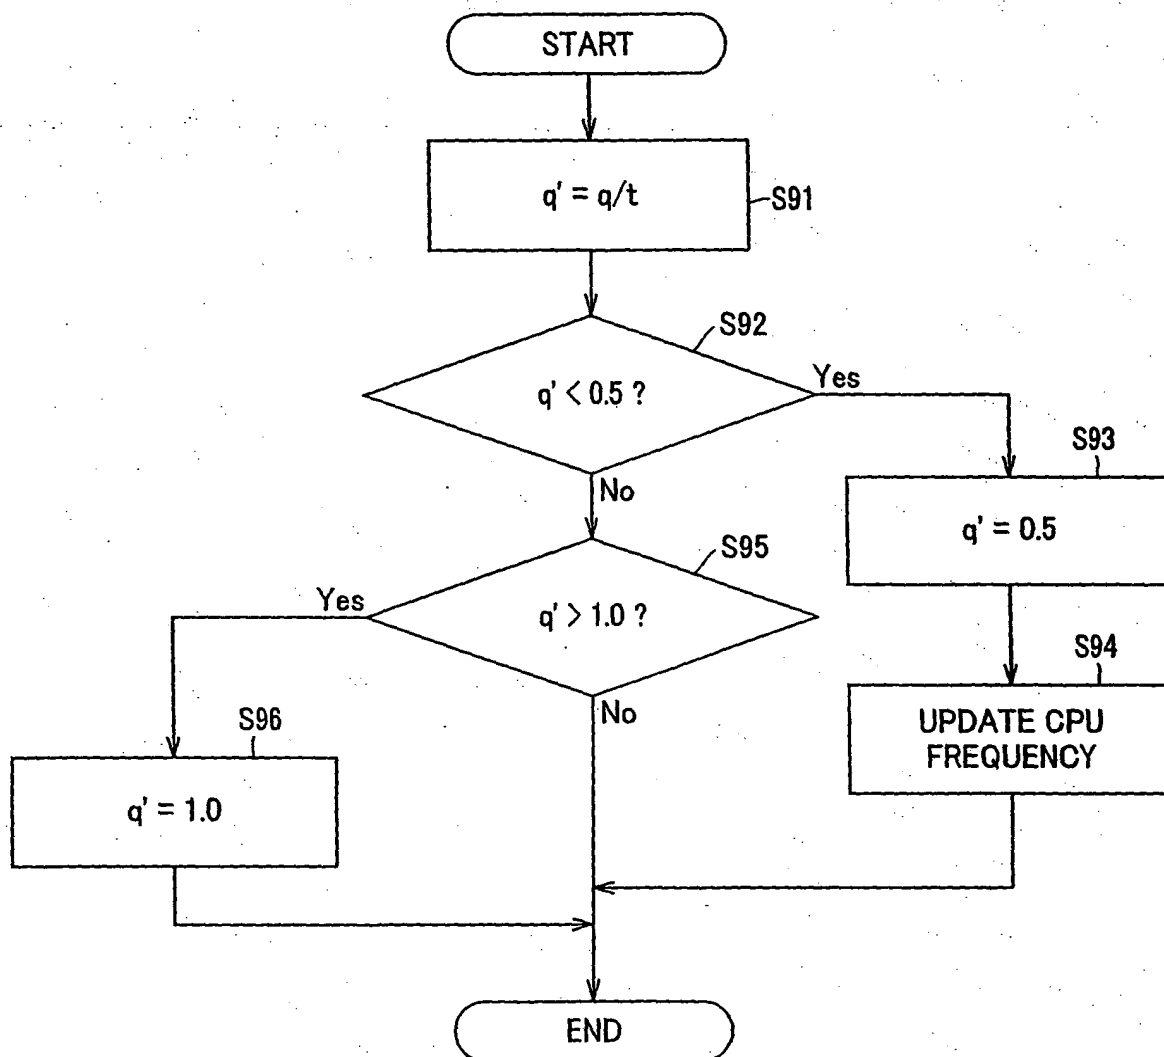 START
q' = q/t
S91
S92
q' < 0.5 ?
Yes
No
S93
q' = 0.5
S95
q' > 1.0 ?
Yes
No
S94
UPDATE CPU
FREQUENCY
S96
q' = 1.0
END